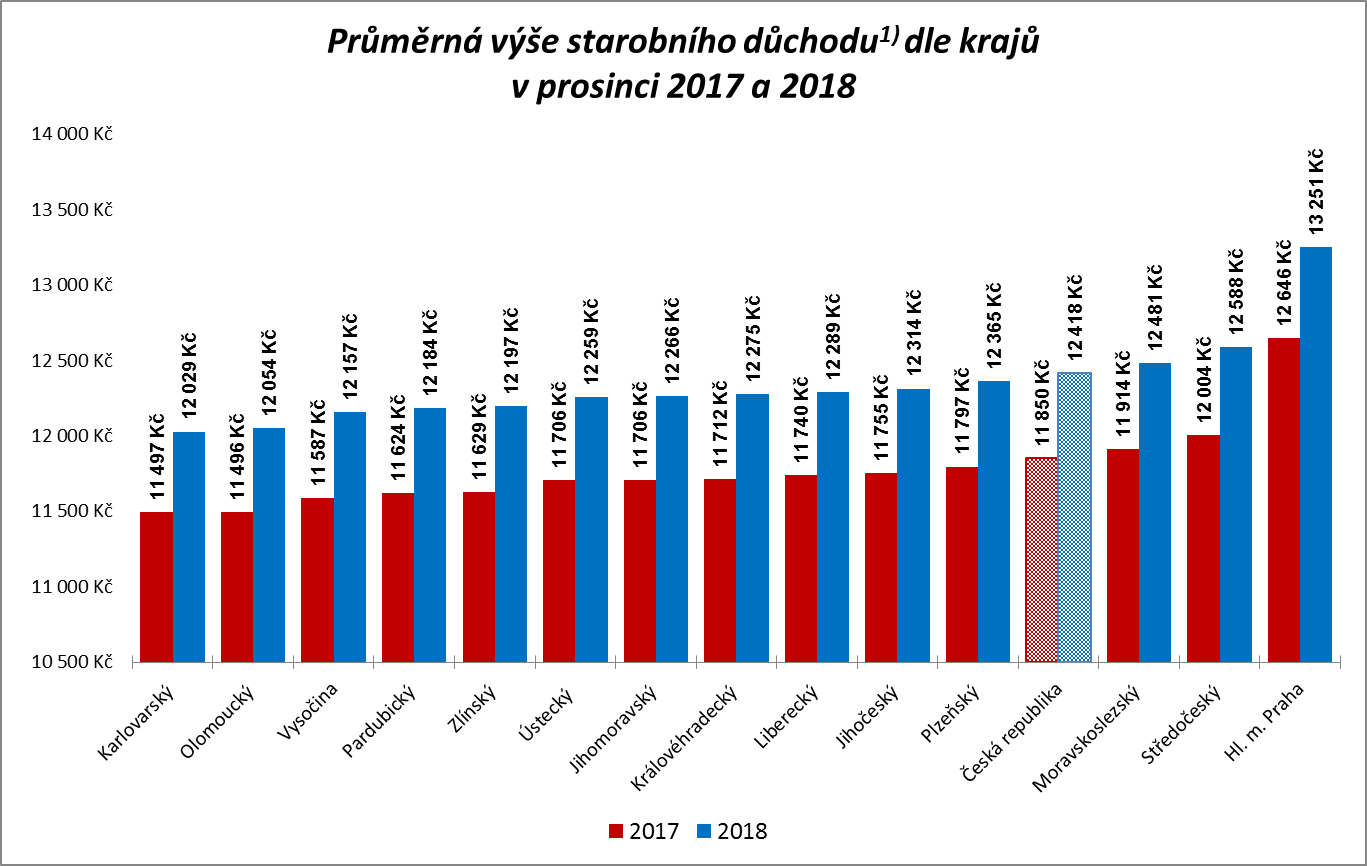 Průměrná výše starobního důchodu1) dle krajů
v prosinci 2017 a 2018
14 000 Kč
13 500 Kč
13 000 Kč
12 500 Kč
12 000 Kč
11 500 Kč
11 000 Kč
10 500 Kč
11 497 Kč
12 029 Kč
11 496 Kč
12 054 Kč
11 587 Kč
12 157 Kč
11 624 Kč
12 184 Kč
11 629 Kč
12 197 Kč
11 706 Kč
12 259 Kč
11 706 Kč
12 266 Kč
11 712 Kč
12 275 Kč
11 740 Kč
12 289 Kč
11 755 Kč
12 314 Kč
11 797 Kč
12 365 Kč
11 850 Kč
12 418 Kč
11 914 Kč
12 481 Kč
12 004 Kč
12 588 Kč
12 646 Kč
13 251 Kč
Karlovarský
Olomoucký
Vysočina
Pardubický
Zlínský
Ústecký
Jihomoravský
Královéhradecký
Liberecký
Jihočeský
Plzeňský
Česká republika
Moravskoslezský
Středočeský
Hl. m. Praha
2017
2018